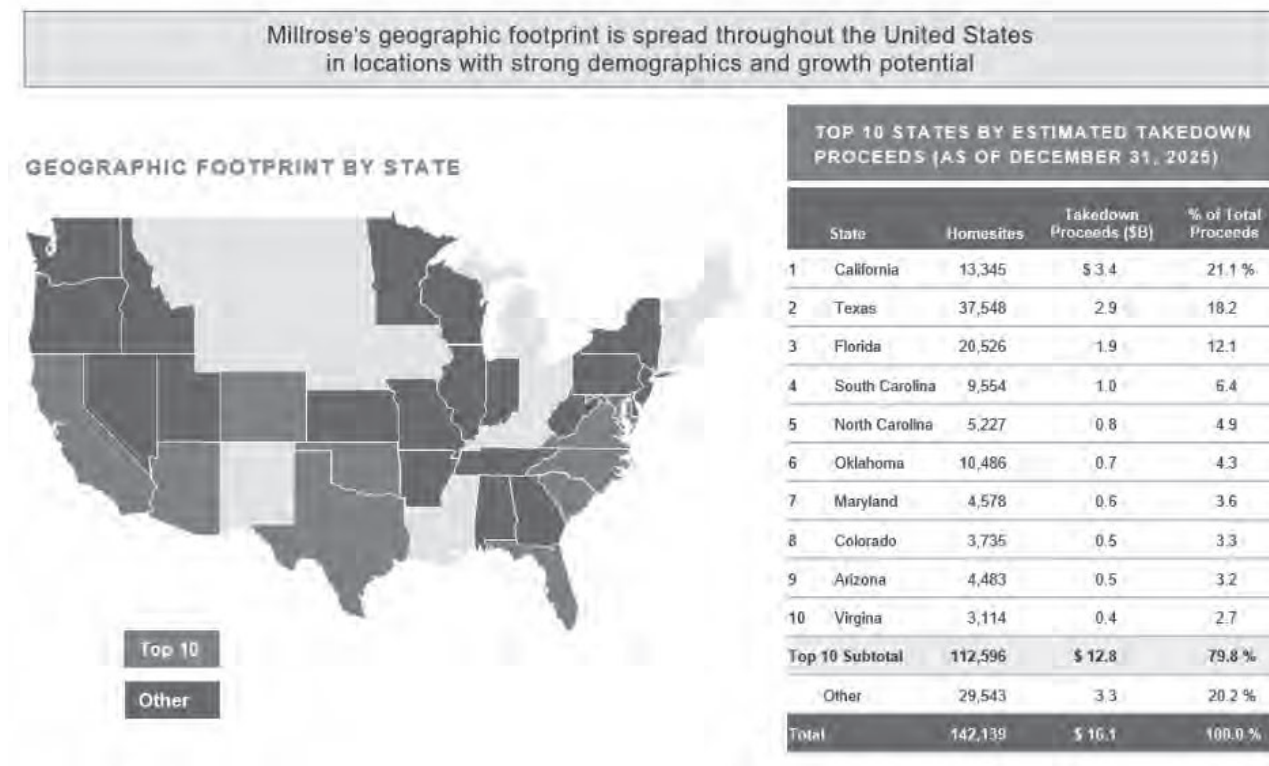 Millrose's geographic footprint is spread throughout the United States
in locations with strong demographics and growth potential
GEOGRAPHIC FOOTPRINT BY STATE
Top 10
Other
TOP 10 STATES BY ESTIMATED TAKEDOWN
PROCEEDS (AS OF DECEMBER 31, 2025)
State Homesites Takedown Proceeds ($B) % of Total Proceeds
1 California 13,345 $ 3.4 21.1 %
2 Texas 37,548 2.9 18.2
3 Florida 20,526 1.9 12.1
4 South Carolina 9,554 1.0 6.4
5 North Carolina 5,227 0.8 4.9
6 Oklahoma 10,486 0.7 4.3
7 Maryland 4,578 0.6 3.6
8 Colorado 3,735 0.5 3.3
9 Arizona 4,483 0.5 3.2
10 Virgina 3,114 0.4 2.7
Top 10 Subtotal 112,596 $ 12.8 79.8 %
Other 29,543 3.3 20.2 %
Total 142,139 $ 16.1 100.0 %